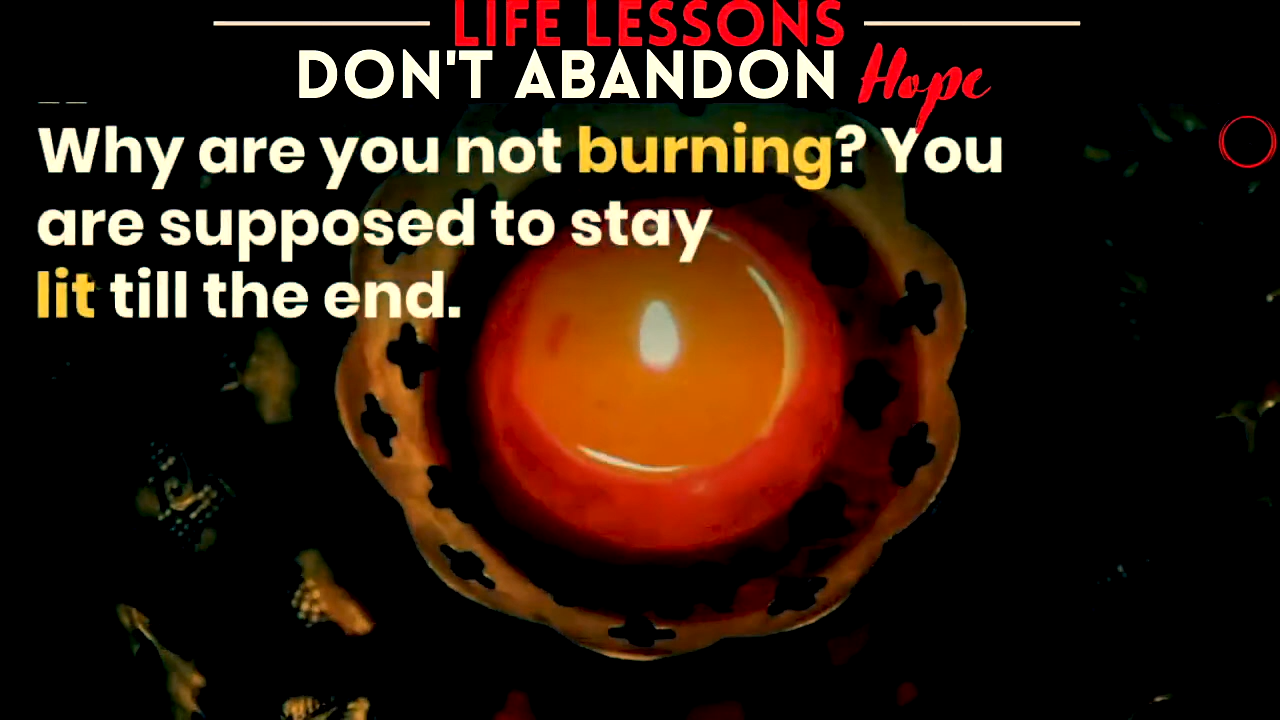 LIFE LESSONS
DON'T ABANDON Hope
Why are you not burning? You
are supposed to stay
lit till the end.